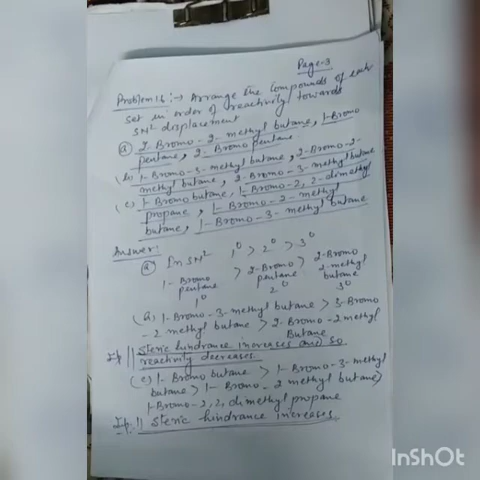 Page-3
Problem 16:→ Arrange the Compounds of each
set in order of reactivity towards
SN² displacement
(a) 2-Bromo-2-methyl butane, 1-Bromo
pentane, 2-Bromo pentane.
(b) 1-Bromo-3-methyl butane, 2-Bromo-2-
methyl butane, 2-Bromo-3-methyl butane
(c) 1-Bromo butane, 1-Bromo-2,2-dimethyl
propane, 1-Bromo-2-methyl
butane, 1-Bromo-3-methyl butane.
Answer:
(a) In SN² 1° > 2° > 3°
1-Bromo > 2-Bromo > 2-Bromo
pentane pentane 2-methyl
1° 2° butane
3°
(b) 1-Bromo-3-methyl butane > 3-Bromo
-2 methyl butane > 2-Bromo-2 methyl
Butane
Steric hindrance increases and so
reactivity decreases.
(c) 1-Bromo butane > 1-Bromo-3-methyl
butane > 1-Bromo-2 methyl butane>
1-Bromo-2,2, dimethyl propane
Steric hindrance increases.
InShOt